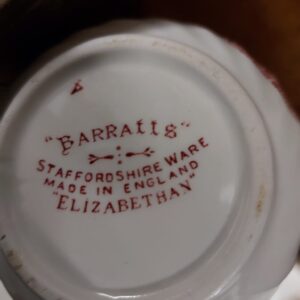 "BARRATTS"
STAFFORDSHIRE WARE
MADE IN ENGLAND
"ELIZABETHAN"